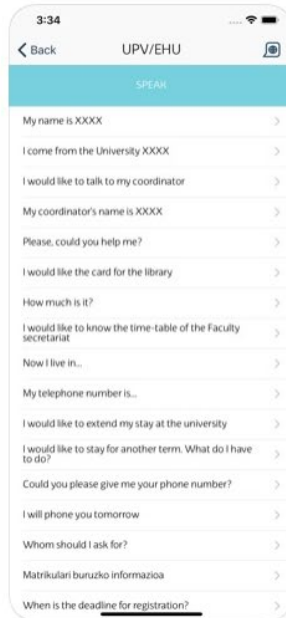 3:34
Back UPV/EHU
SPEAK
My name is XXXX
I come from the University XXXX
I would like to talk to my coordinator
My coordinator's name is XXXX
Please, could you help me?
I would like the card for the library
How much is it?
I would like to know the time-table of the Faculty
secretariat
Now I live in...
My telephone number is...
I would like to extend my stay at the university
I would like to stay for another term. What do I have
to do?
Could you please give me your phone number?
I will phone you tomorrow
Whom should I ask for?
Matrikulari buruzko informazioa
When is the deadline for registration?